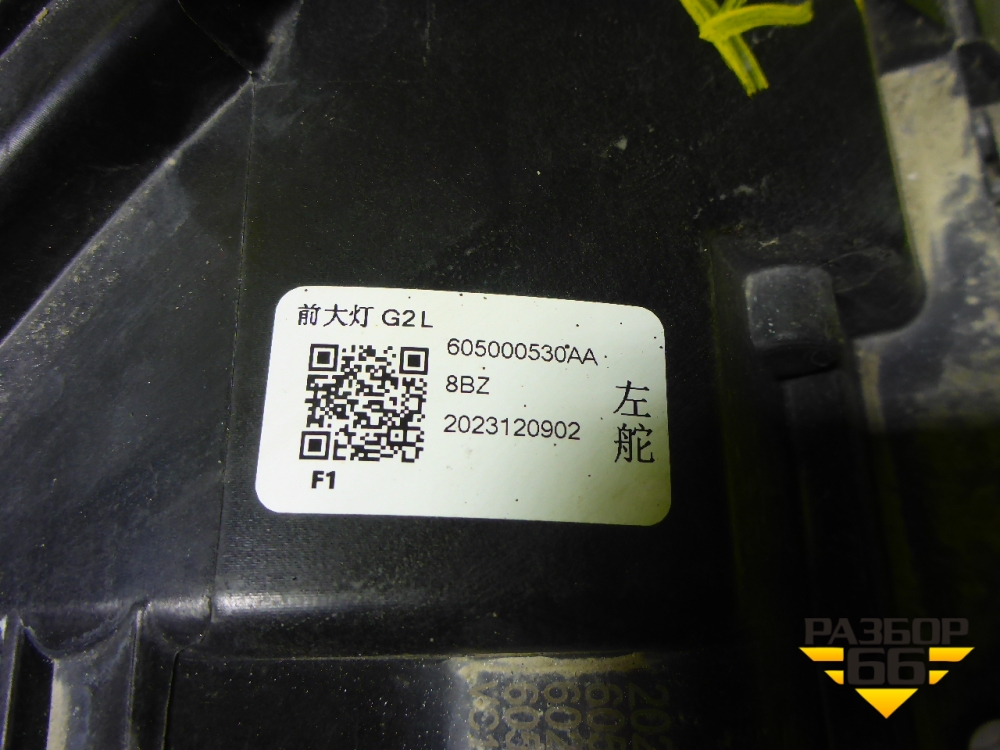 前大灯 G2L
605000530AA
8BZ
2023120902
左舵
F1
РАЗБОР
66